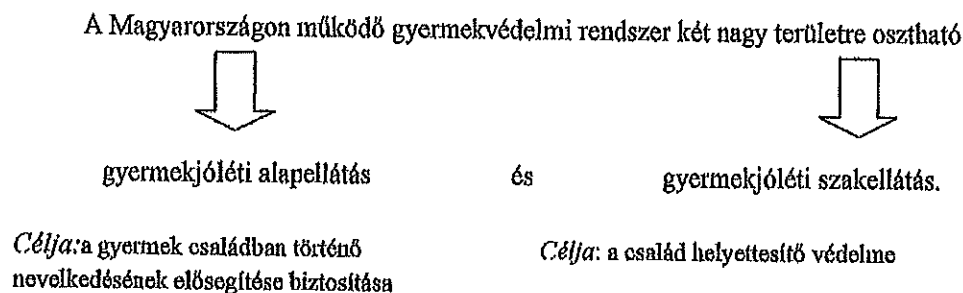 A Magyarországon működő gyermekvédelmi rendszer két nagy területre osztható
gyermekjóléti alapellátás és gyermekjóléti szakellátás.
Célja:a gyermek családban történő
nevelkedésének elősegítése biztosítása
Célja: a család helyettesítő védelme